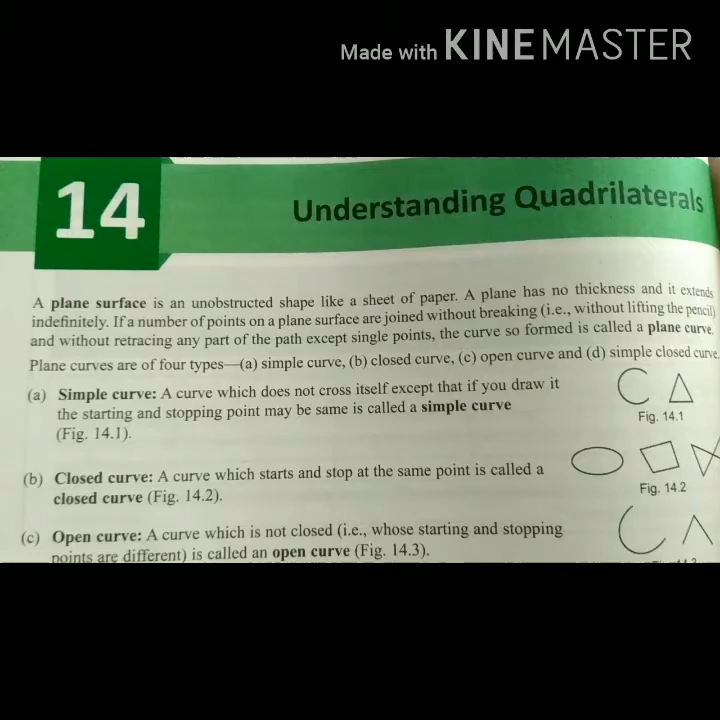 Made with KINEMASTER
14
Understanding Quadrilaterals
A plane surface is an unobstructed shape like a sheet of paper. A plane has no thickness and it extends
indefinitely. If a number of points on a plane surface are joined without breaking (i.e., without lifting the pencil)
and without retracing any part of the path except single points, the curve so formed is called a plane curve.
Plane curves are of four types—(a) simple curve, (b) closed curve, (c) open curve and (d) simple closed curve.
(a) Simple curve: A curve which does not cross itself except that if you draw it
the starting and stopping point may be same is called a simple curve
(Fig. 14.1).
Fig. 14.1
(b) Closed curve: A curve which starts and stop at the same point is called a
closed curve (Fig. 14.2).
Fig. 14.2
(c) Open curve: A curve which is not closed (i.e., whose starting and stopping
points are different) is called an open curve (Fig. 14.3).